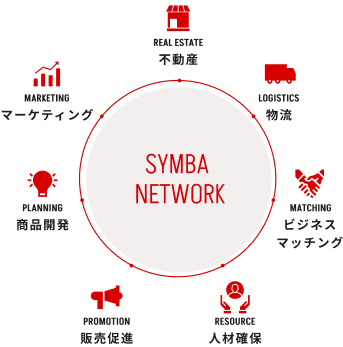 REAL ESTATE
不動産
LOGISTICS
物流
MATCHING
ビジネス
マッチング
RESOURCE
人材確保
PROMOTION
販売促進
PLANNING
商品開発
MARKETING
マーケティング
SYMBA
NETWORK